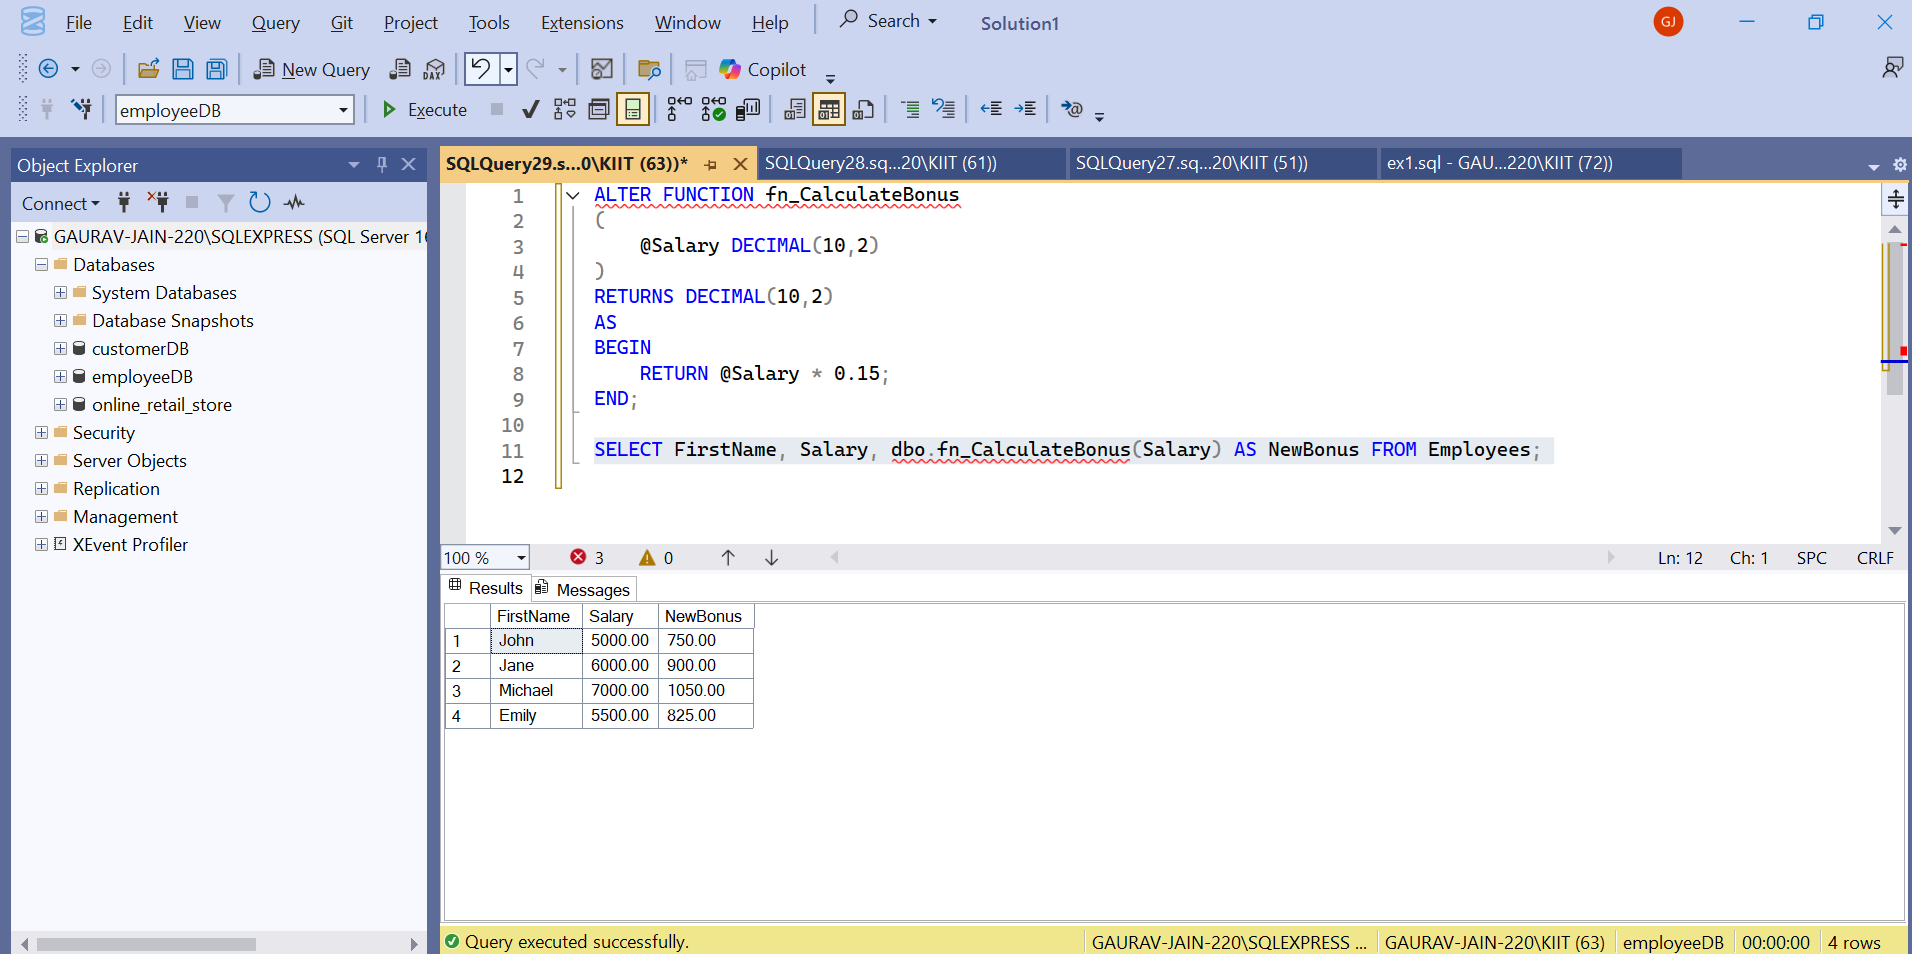 File Edit View Query Git Project Tools Extensions Window Help Search Solution1 GJ
New Query DAX Copilot
employeeDB Execute
Object Explorer
Connect
GAURAV-JAIN-220\SQLEXPRESS (SQL Server 16
Databases
System Databases
Database Snapshots
customerDB
employeeDB
online_retail_store
Security
Server Objects
Replication
Management
XEvent Profiler
SQLQuery29.s...0\KIIT (63))* SQLQuery28.sq...20\KIIT (61)) SQLQuery27.sq...20\KIIT (51)) ex1.sql - GAU...220\KIIT (72))
1 ALTER FUNCTION fn_CalculateBonus
2 (
3 @Salary DECIMAL(10,2)
4 )
5 RETURNS DECIMAL(10,2)
6 AS
7 BEGIN
8 RETURN @Salary * 0.15;
9 END;
10
11 SELECT FirstName, Salary, dbo.fn_CalculateBonus(Salary) AS NewBonus FROM Employees;
12
100 % 3 0 Ln: 12 Ch: 1 SPC CRLF
Results Messages
FirstName Salary NewBonus
1 John 5000.00 750.00
2 Jane 6000.00 900.00
3 Michael 7000.00 1050.00
4 Emily 5500.00 825.00
Query executed successfully. GAURAV-JAIN-220\SQLEXPRESS ... GAURAV-JAIN-220\KIIT (63) employeeDB 00:00:00 4 rows